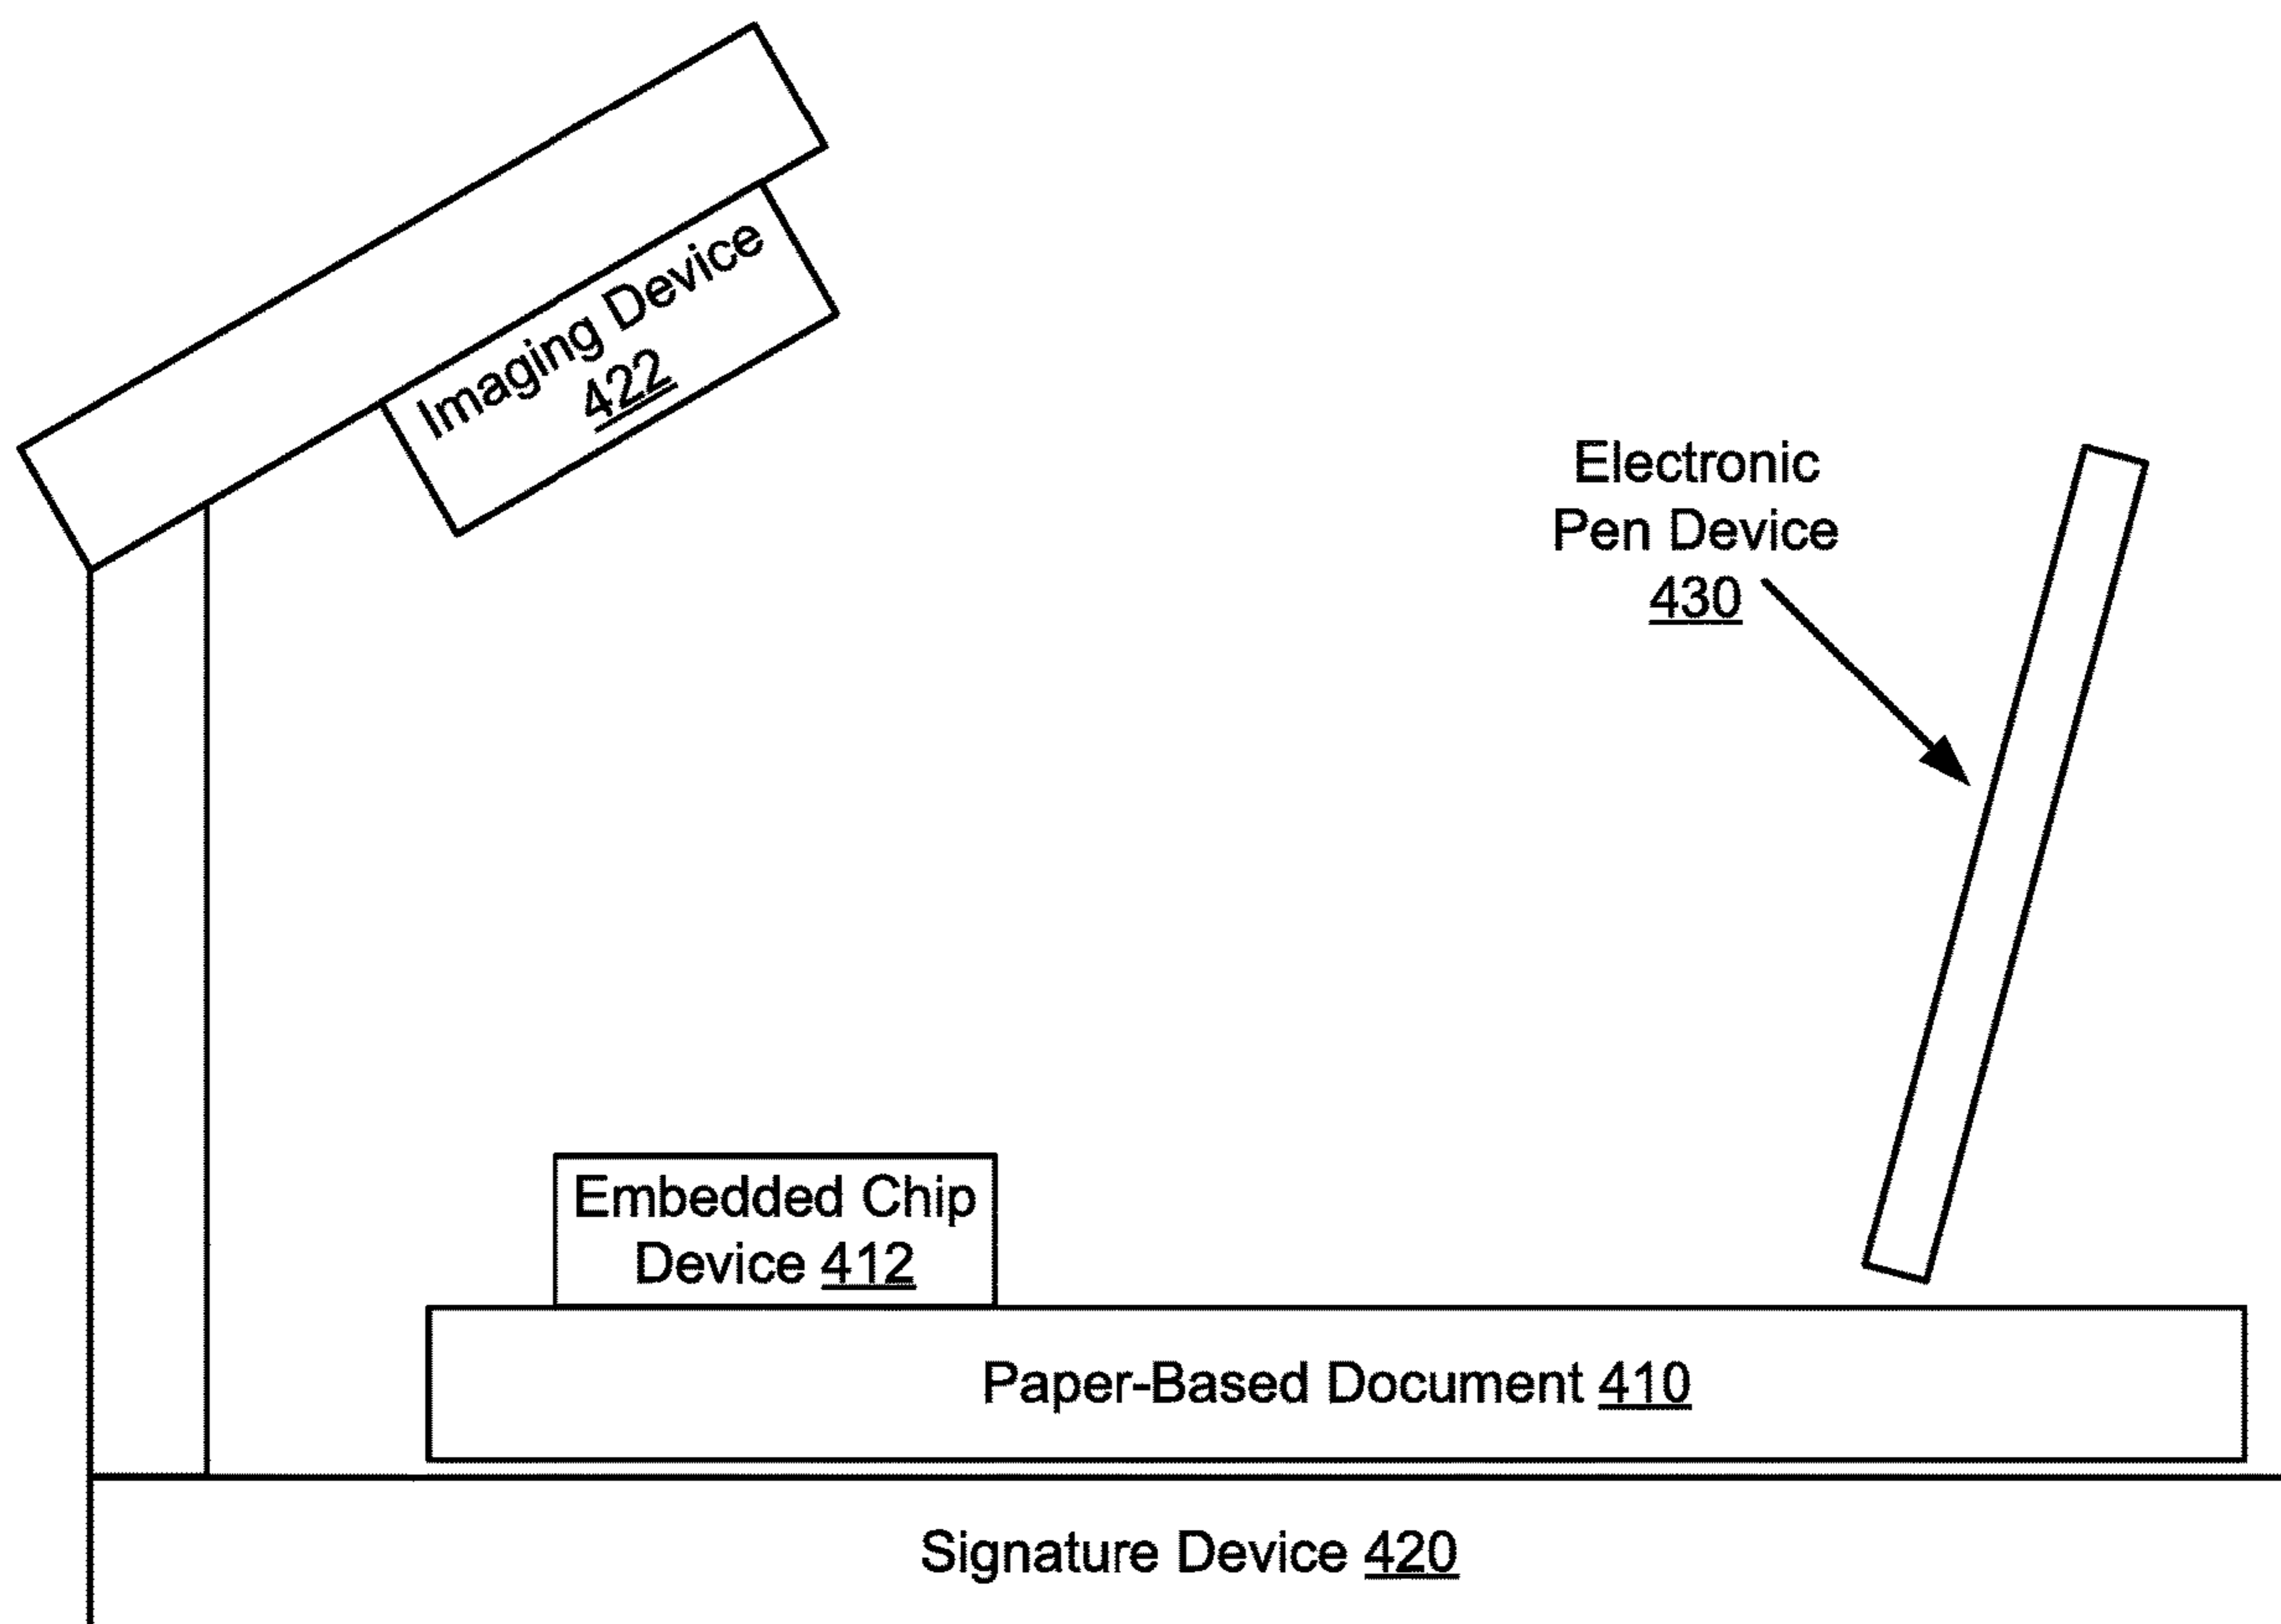 Imaging Device
422
Electronic
Pen Device
430
Embedded Chip
Device 412
Paper-Based Document 410
Signature Device 420